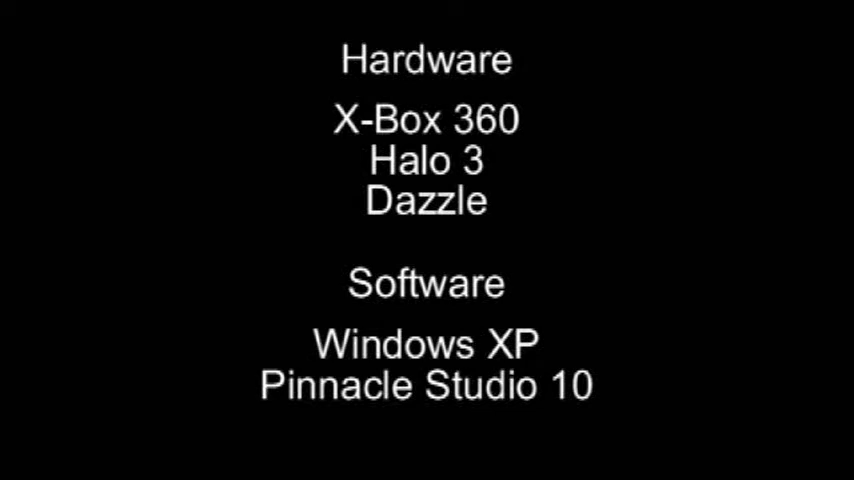 Hardware
X-Box 360
Halo 3
Dazzle
Software
Windows XP
Pinnacle Studio 10